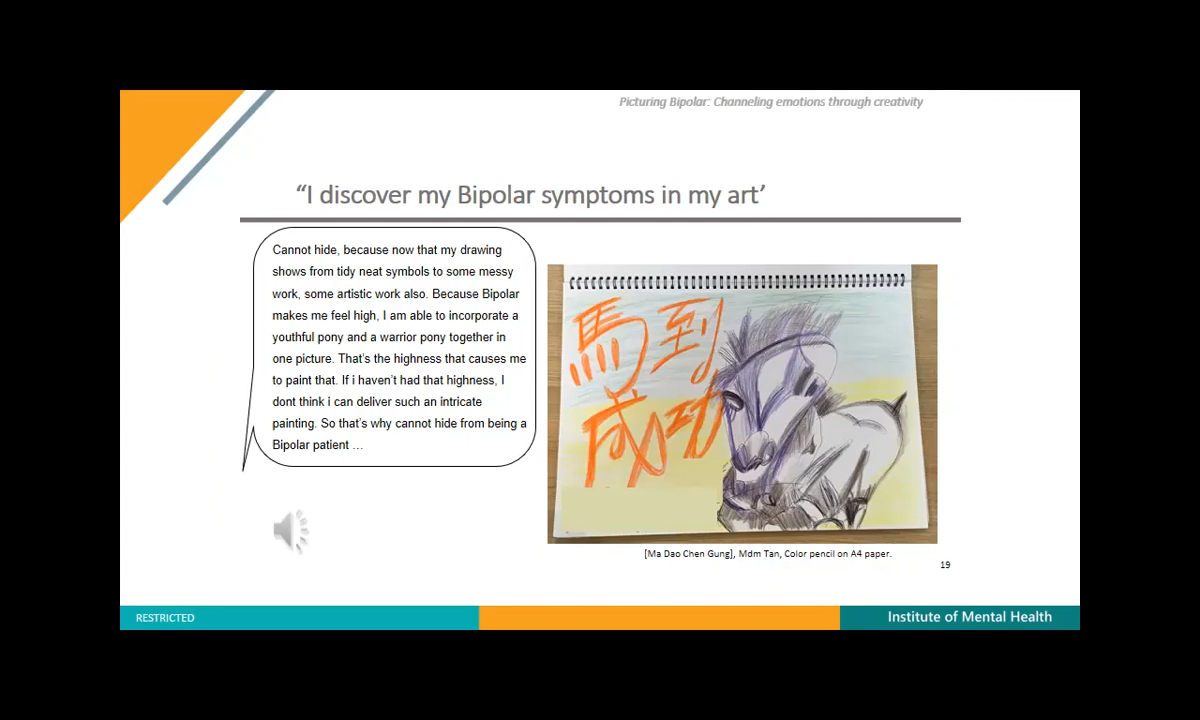 Picturing Bipolar: Channeling emotions through creativity
“I discover my Bipolar symptoms in my art’
Cannot hide, because now that my drawing
shows from tidy neat symbols to some messy
work, some artistic work also. Because Bipolar
makes me feel high, I am able to incorporate a
youthful pony and a warrior pony together in
one picture. That’s the highness that causes me
to paint that. If i haven’t had that highness, I
dont think i can deliver such an intricate
painting. So that’s why cannot hide from being a
Bipolar patient …
馬到
成功
[Ma Dao Chen Gung], Mdm Tan, Color pencil on A4 paper.
19
RESTRICTED
Institute of Mental Health